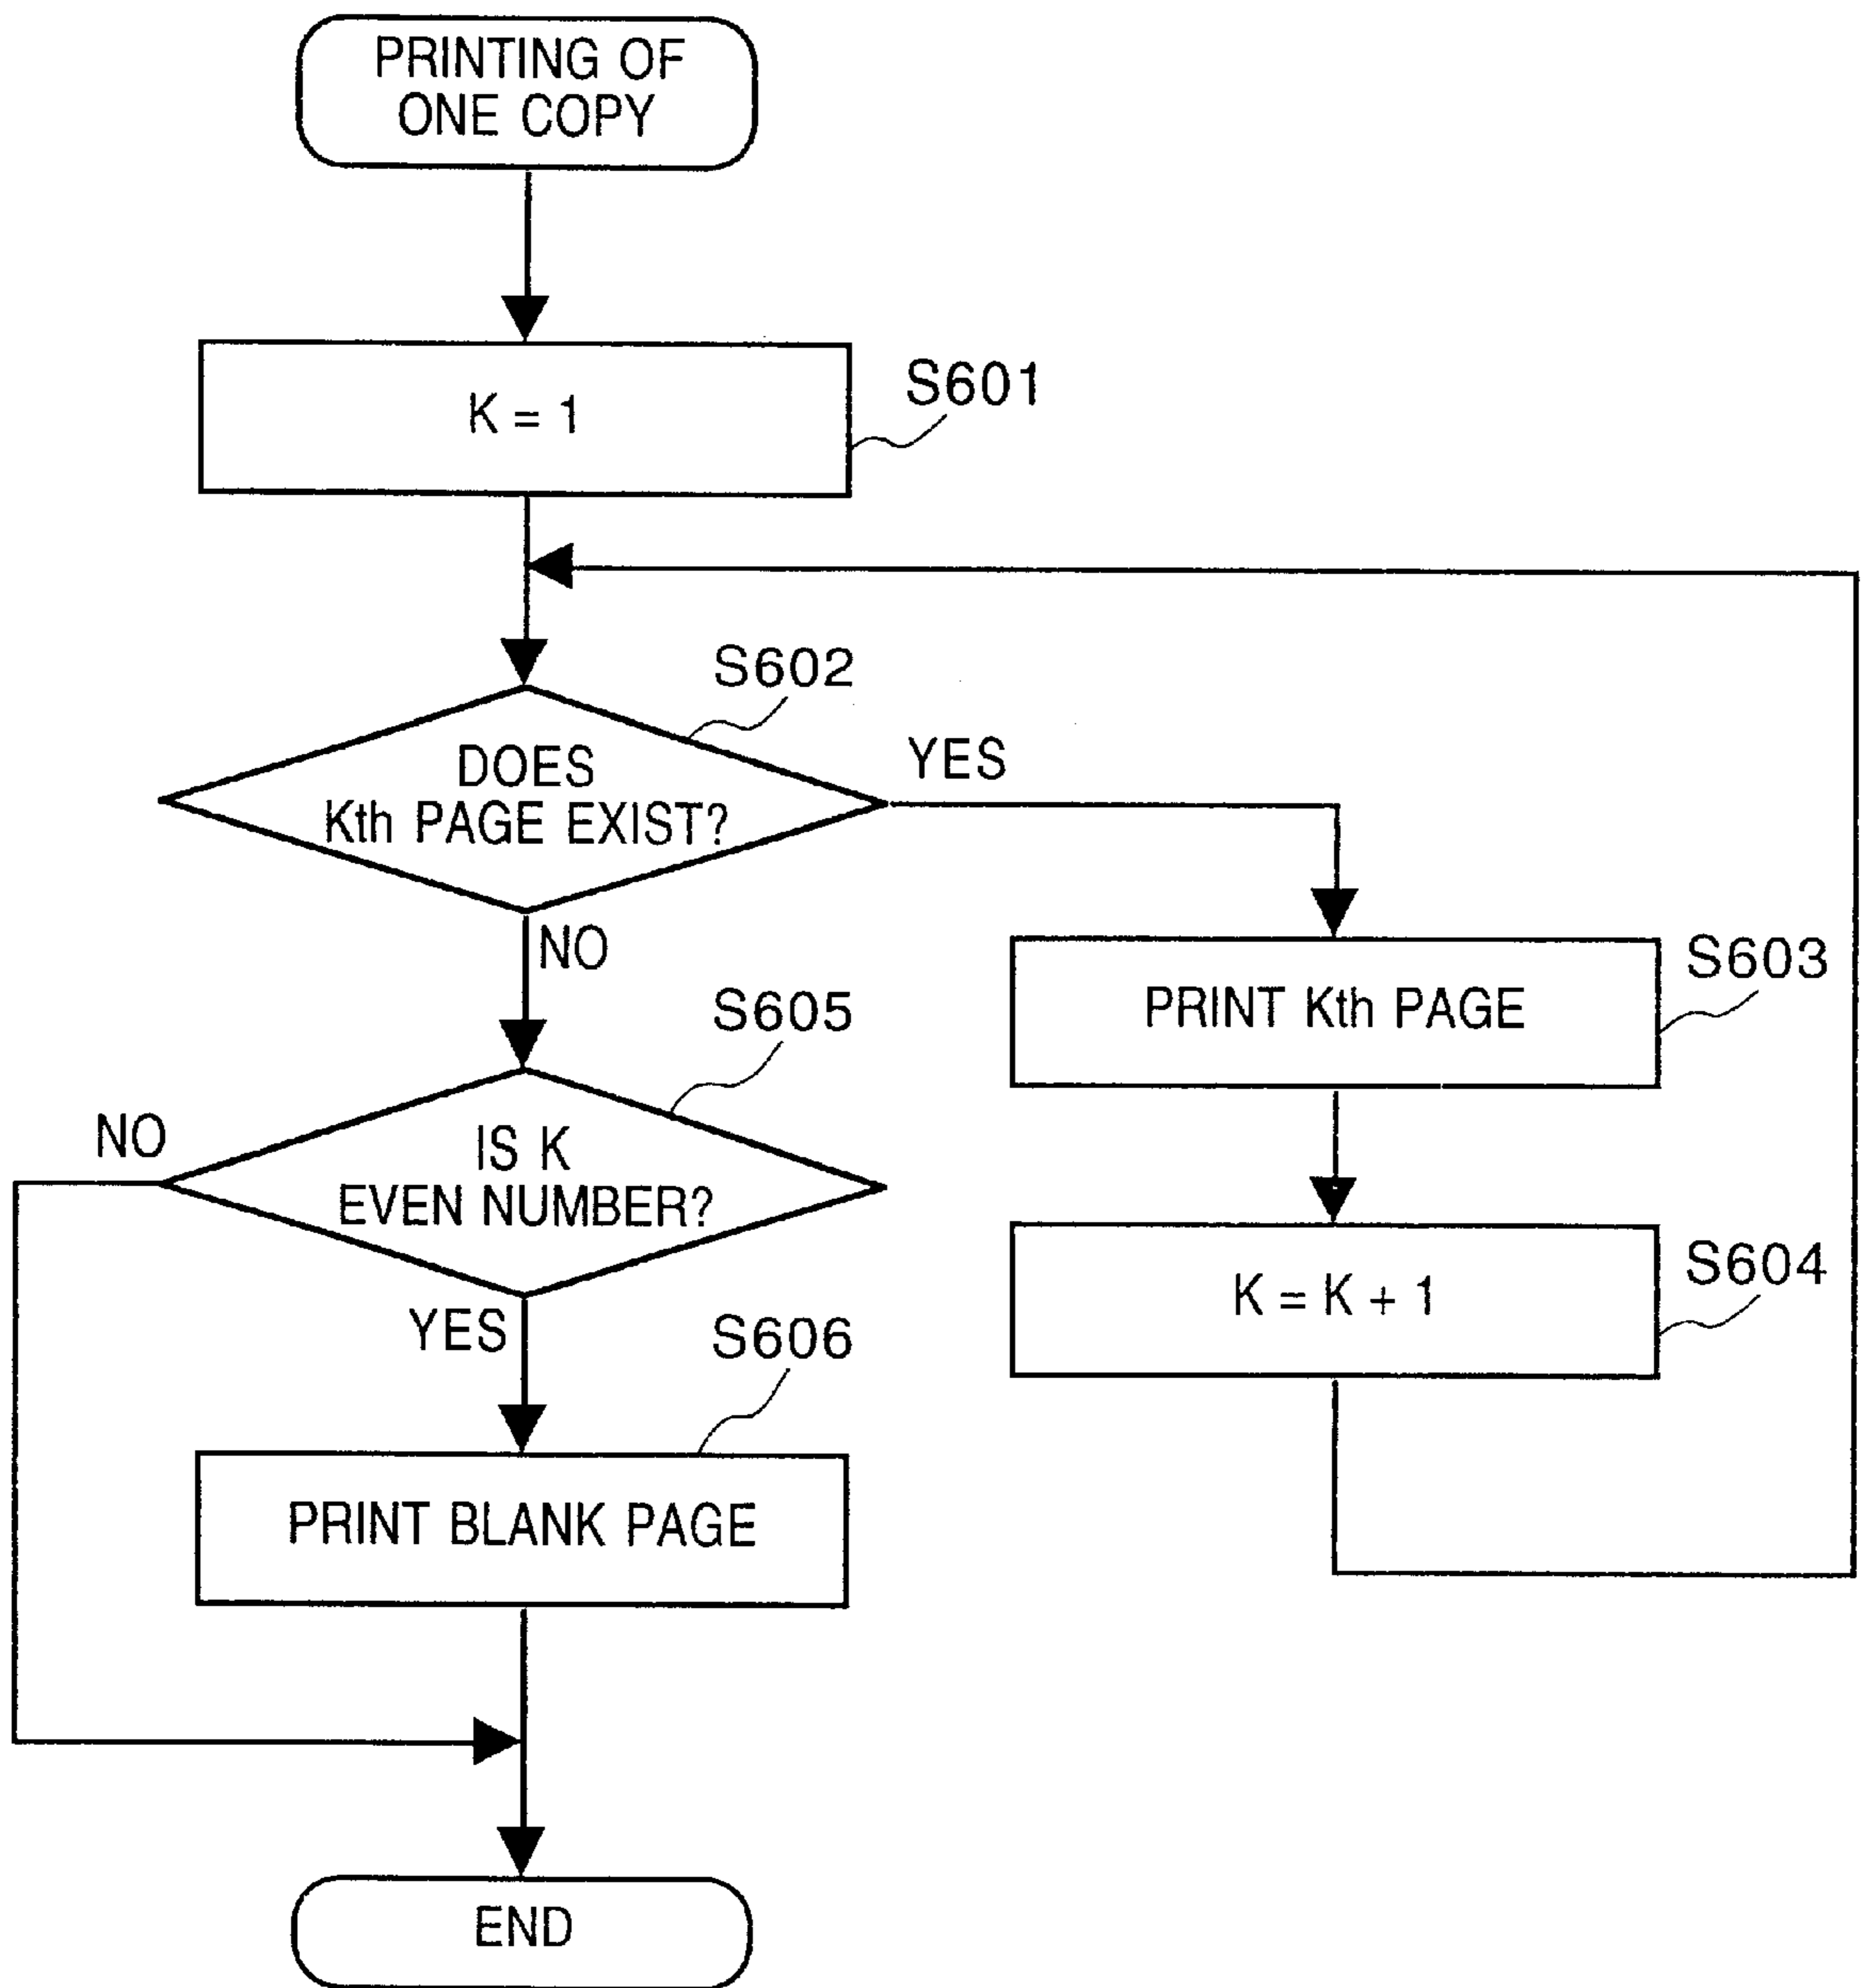 PRINTING OF
ONE COPY
K = 1
S601
S602
DOES
Kth PAGE EXIST?
YES
NO
S603
PRINT Kth PAGE
S605
NO
IS K
EVEN NUMBER?
S604
K = K + 1
YES
S606
PRINT BLANK PAGE
END